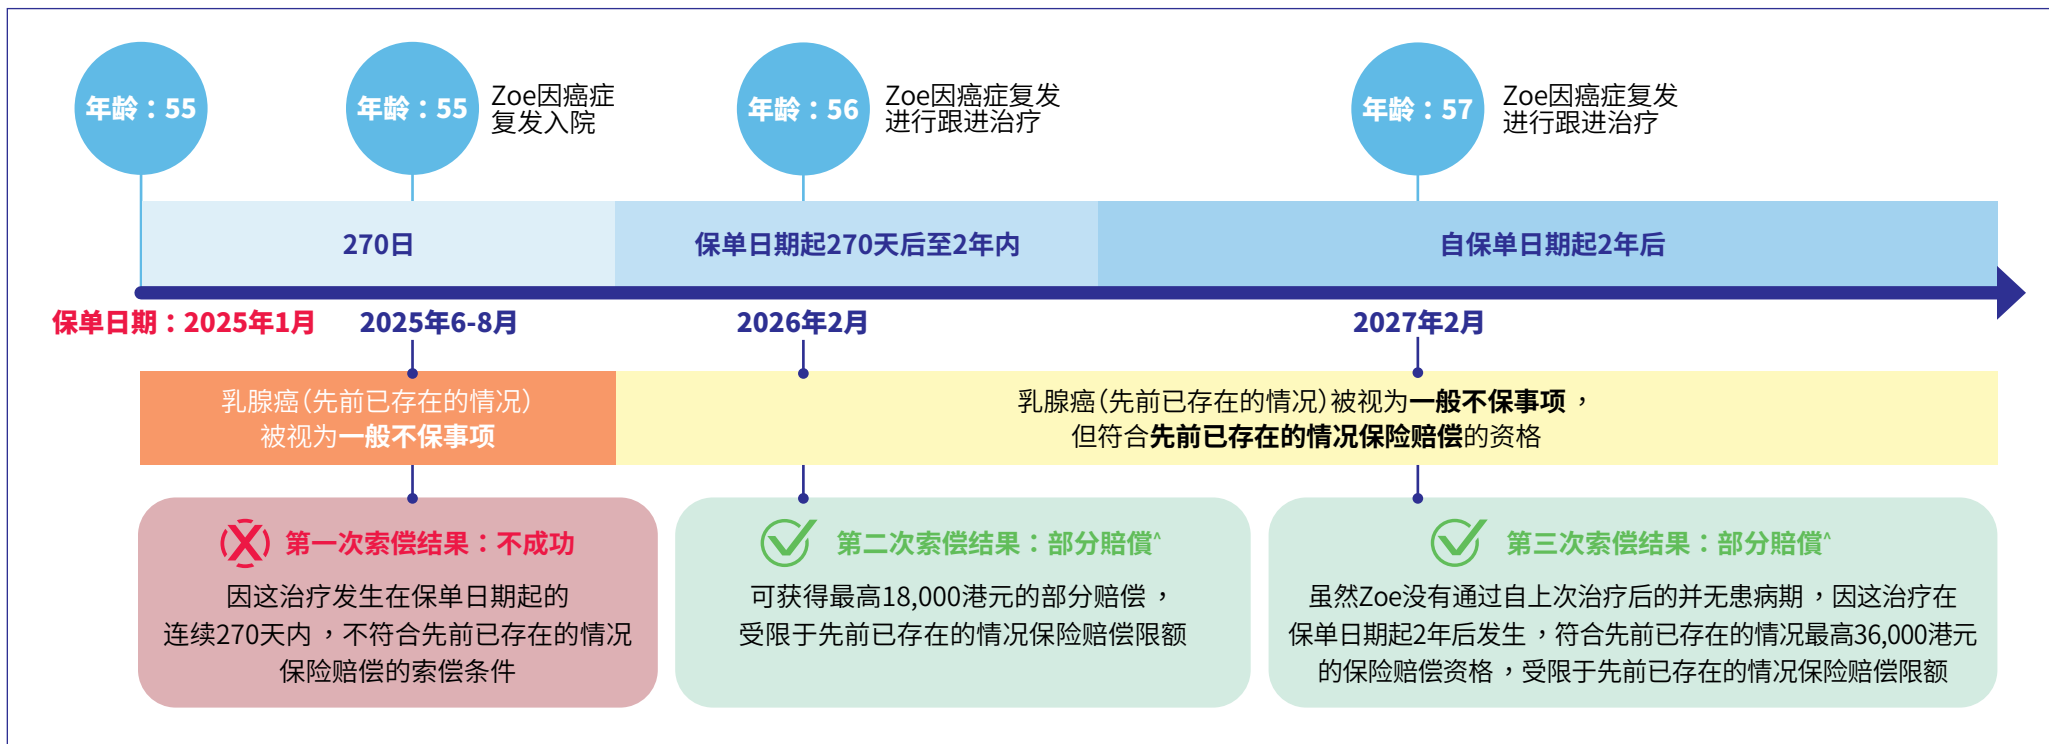 年龄：55
年龄：55
Zoe因癌症
复发入院
年龄：56
Zoe因癌症复发
进行跟进治疗
年龄：57
Zoe因癌症复发
进行跟进治疗
270日
保单日期起270天后至2年内
自保单日期起2年后
保单日期：2025年1月
2025年6-8月
2026年2月
2027年2月
乳腺癌(先前已存在的情况)
被视为一般不保事项
乳腺癌(先前已存在的情况)被视为一般不保事项，
但符合先前已存在的情况保险赔偿的资格
第一次索偿结果：不成功
因这治疗发生在保单日期起的
连续270天内，不符合先前已存在的情况
保险赔偿的索偿条件
第二次索偿结果：部分賠償^
可获得最高18,000港元的部分赔偿，
受限于先前已存在的情况保险赔偿限额
第三次索偿结果：部分賠償^
虽然Zoe没有通过自上次治疗后的并无患病期，因这治疗在
保单日期起2年后发生，符合先前已存在的情况最高36,000港元
的保险赔偿资格，受限于先前已存在的情况保险赔偿限额